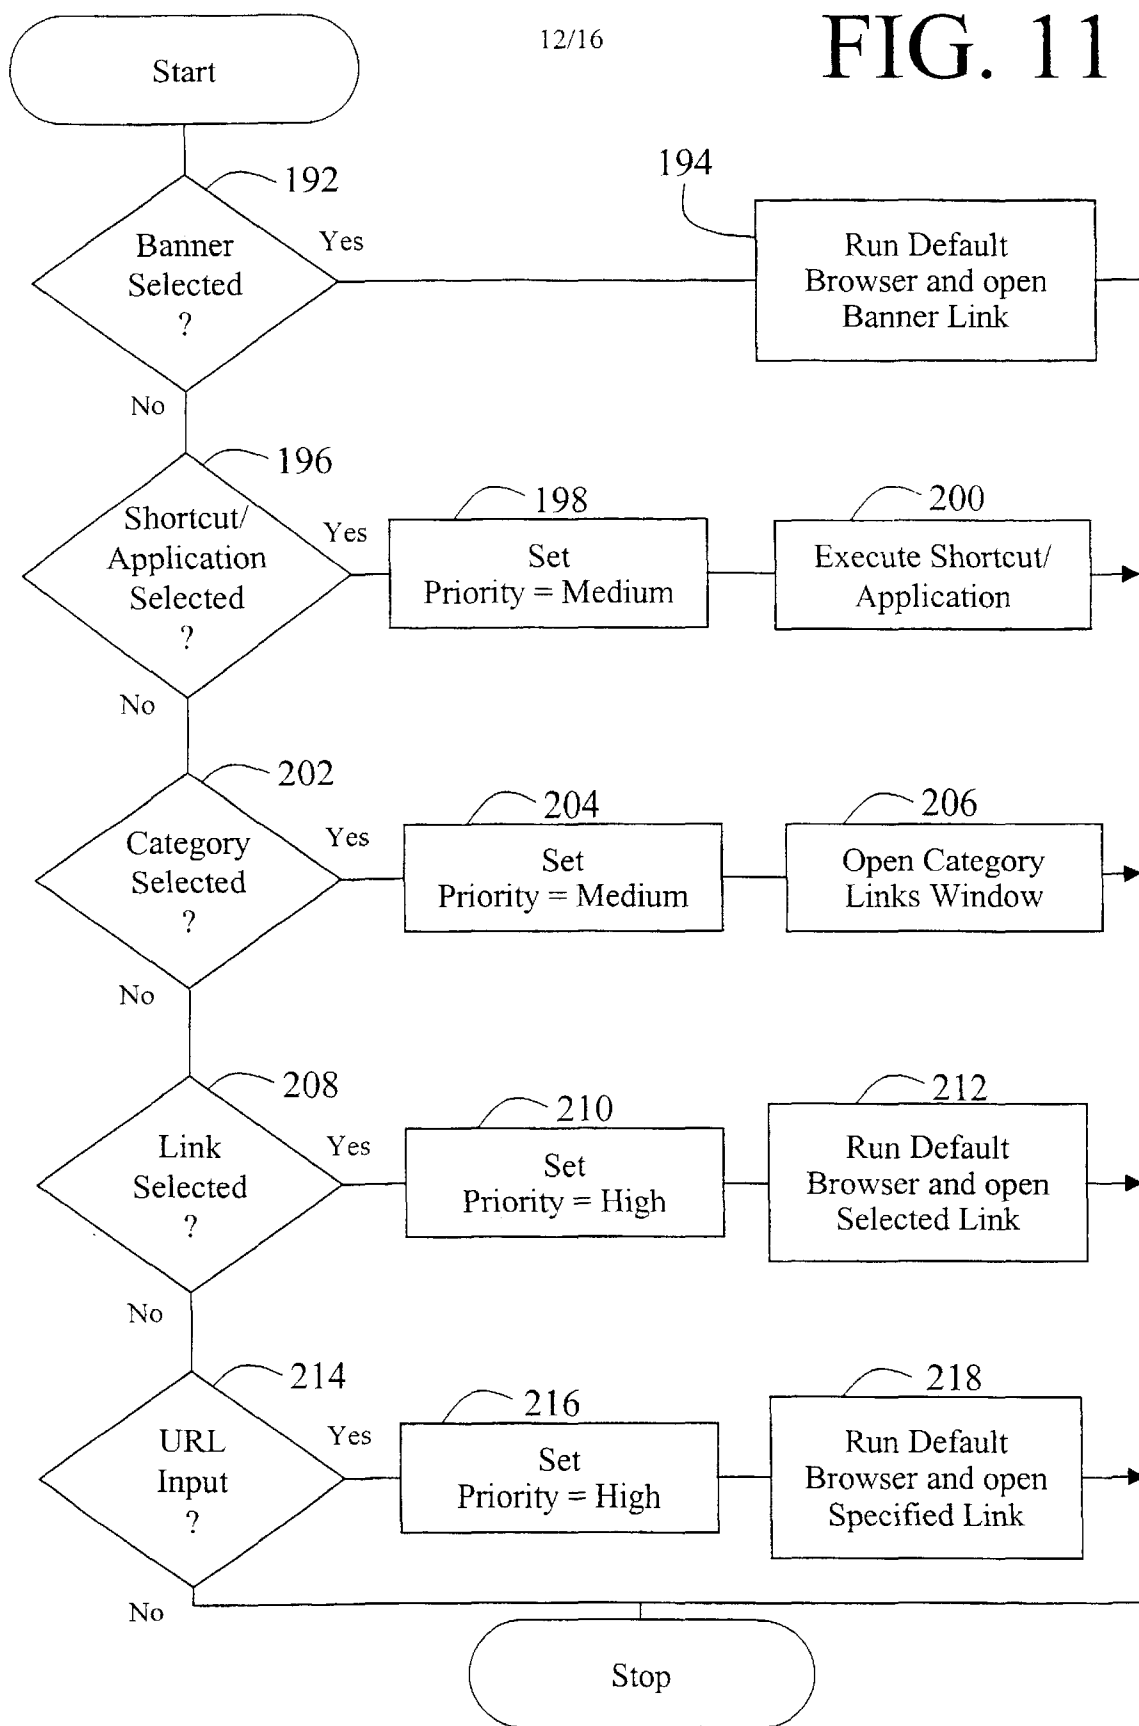 12/16
FIG. 11
Start
192
194
Banner
Selected
?
Yes
Run Default
Browser and open
Banner Link
No
196
198
200
Shortcut/
Application
Selected
?
Yes
Set
Priority = Medium
Execute Shortcut/
Application
No
202
204
206
Category
Selected
?
Yes
Set
Priority = Medium
Open Category
Links Window
No
208
210
212
Link
Selected
?
Yes
Set
Priority = High
Run Default
Browser and open
Selected Link
No
214
216
218
URL
Input
?
Yes
Set
Priority = High
Run Default
Browser and open
Specified Link
No
Stop